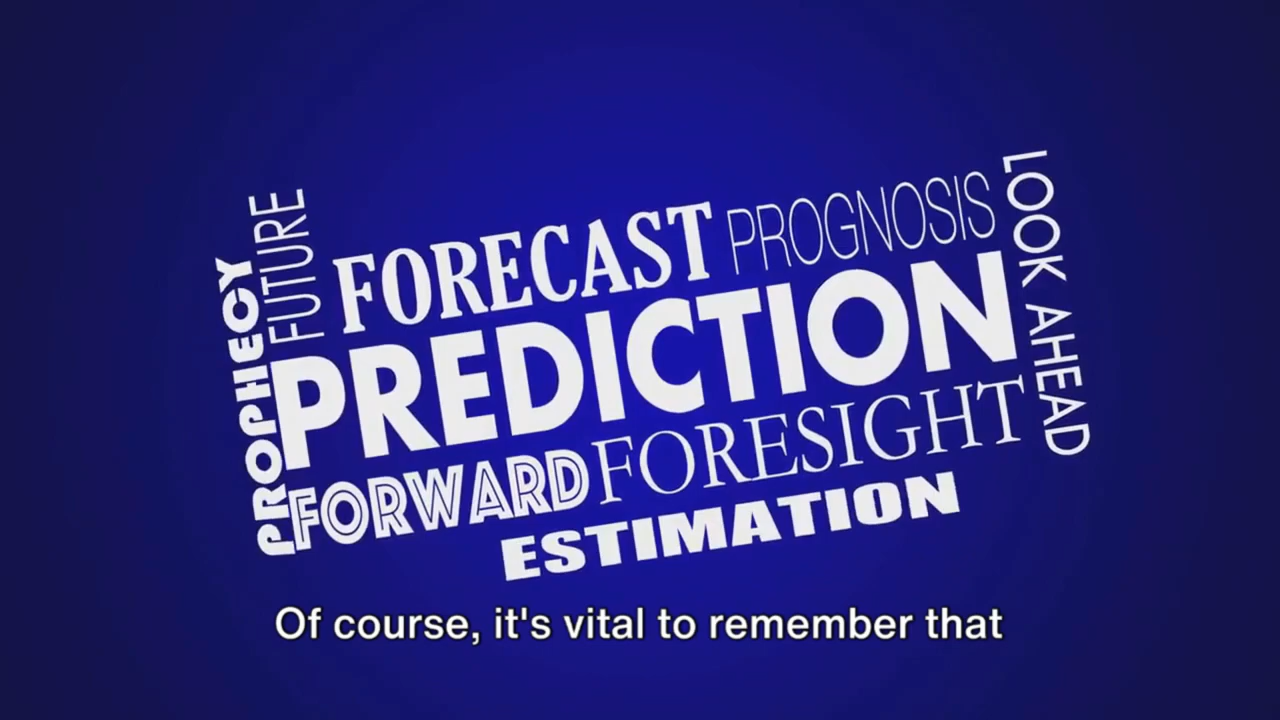 PROPHECY
FUTURE
FORECAST PROGNOSIS
LOOK AHEAD
PREDICTION
FORWARD FORESIGHT
ESTIMATION
Of course, it's vital to remember that